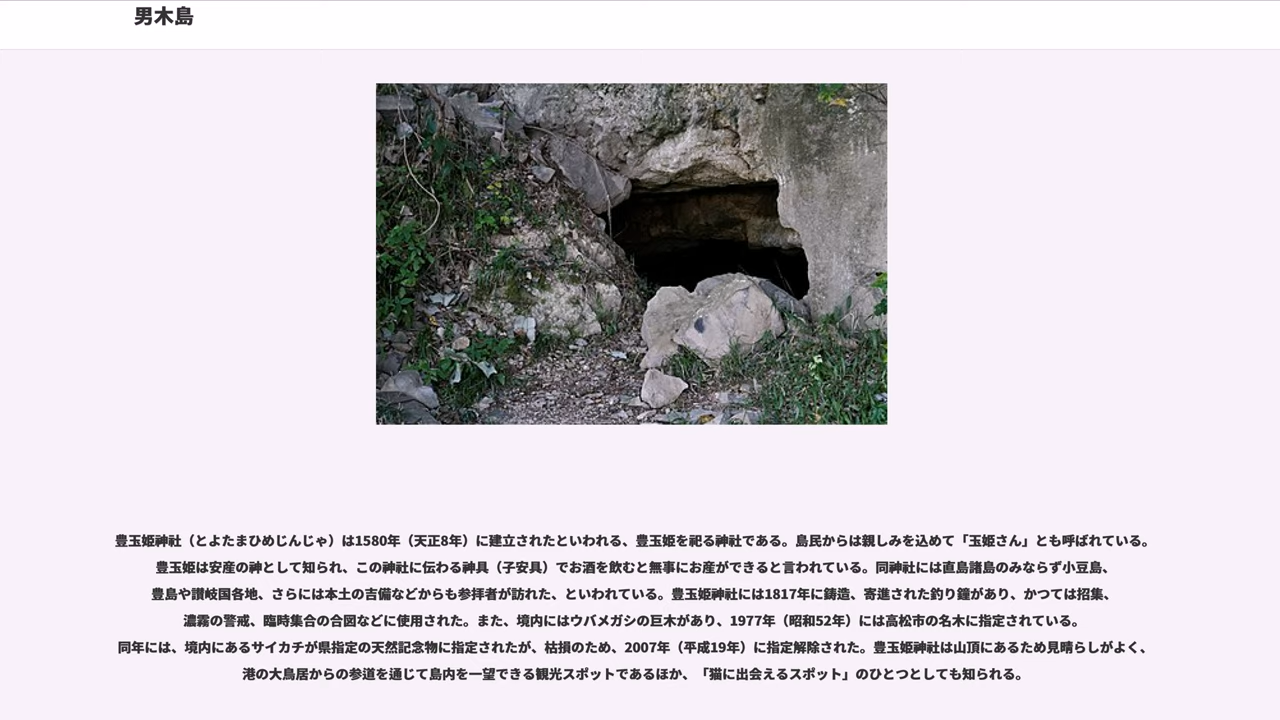 男木島
豊玉姫神社（とよたまひめじんじゃ）は1580年（天正8年）に建立されたといわれる、豊玉姫を祀る神社である。島民からは親しみを込めて「玉姫さん」とも呼ばれている。
豊玉姫は安産の神として知られ、この神社に伝わる神具（子安具）でお酒を飲むと無事にお産ができると言われている。同神社には直島諸島のみならず小豆島、
豊島や讃岐国各地、さらには本土の吉備などからも参拝者が訪れた、といわれている。豊玉姫神社には1817年に鋳造、寄進された釣り鐘があり、かつては招集、
濃霧の警戒、臨時集合の合図などに使用された。また、境内にはウバメガシの巨木があり、1977年（昭和52年）には高松市の名木に指定されている。
同年には、境内にあるサイカチが県指定の天然記念物に指定されたが、枯損のため、2007年（平成19年）に指定解除された。豊玉姫神社は山頂にあるため見晴らしがよく、
港の大鳥居からの参道を通じて島内を一望できる観光スポットであるほか、「猫に出会えるスポット」のひとつとしても知られる。